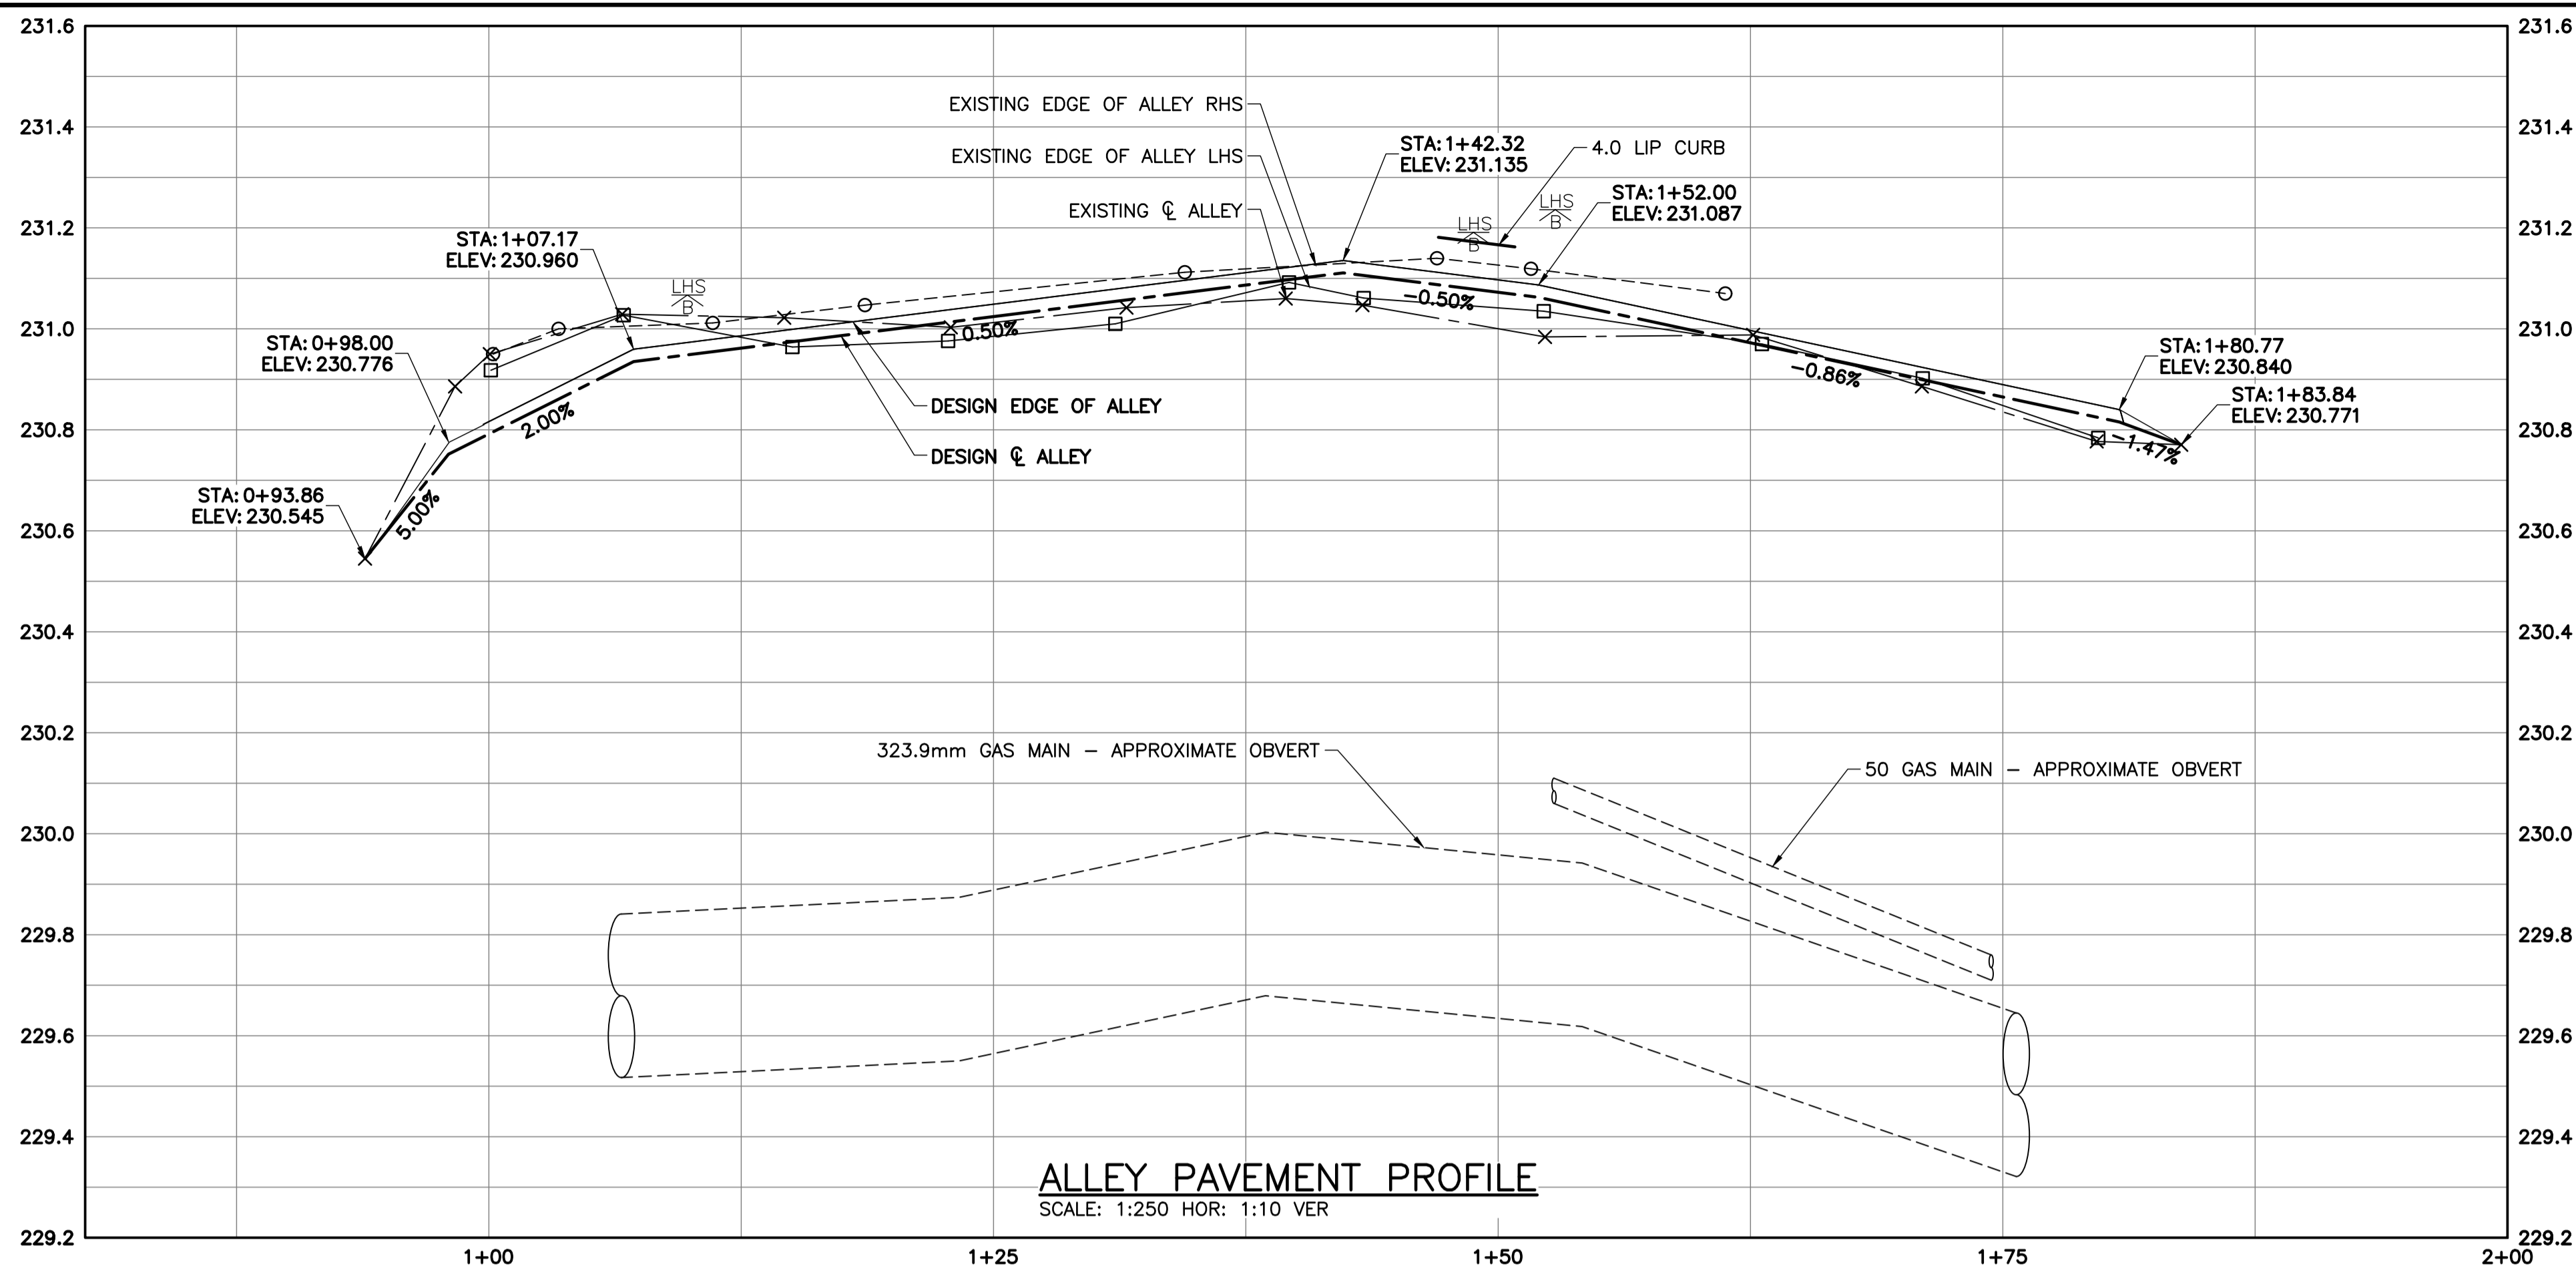 231.6
231.4
231.2
231.0
230.8
230.6
230.4
230.2
230.0
229.8
229.6
229.4
229.2
EXISTING EDGE OF ALLEY RHS
EXISTING EDGE OF ALLEY LHS
EXISTING ℄ ALLEY
STA: 1+42.32
ELEV: 231.135
4.0 LIP CURB
LHS
B
LHS
B
STA: 1+52.00
ELEV: 231.087
STA: 1+07.17
ELEV: 230.960
LHS
B
STA: 0+98.00
ELEV: 230.776
STA: 0+93.86
ELEV: 230.545
5.00%
2.00%
0.50%
-0.50%
-0.86%
-1.47%
DESIGN EDGE OF ALLEY
DESIGN ℄ ALLEY
STA: 1+80.77
ELEV: 230.840
STA: 1+83.84
ELEV: 230.771
323.9mm GAS MAIN - APPROXIMATE OBVERT
50 GAS MAIN - APPROXIMATE OBVERT
ALLEY PAVEMENT PROFILE
SCALE: 1:250 HOR: 1:10 VER
231.6
231.4
231.2
231.0
230.8
230.6
230.4
230.2
230.0
229.8
229.6
229.4
229.2
1+00
1+25
1+50
1+75
2+00